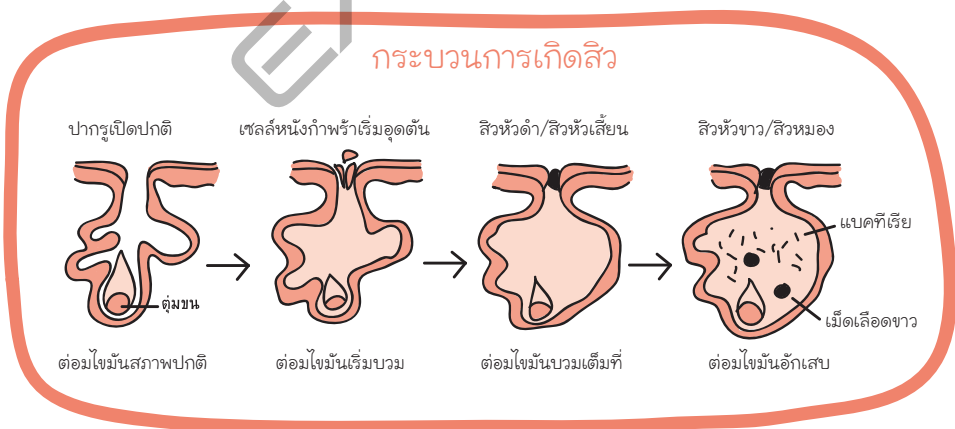 กระบวนการเกิดสิว
ปากรูเปิดปกติ
เซลล์หนังกำพร้าเริ่มอุดตัน
สิวหัวดำ/สิวหัวเสี้ยน
สิวหัวขาว/สิวหนอง
แบคทีเรีย
ตุ่มขน
เม็ดเลือดขาว
ต่อมไขมันสภาพปกติ
ต่อมไขมันเริ่มบวม
ต่อมไขมันบวมเต็มที่
ต่อมไขมันอักเสบ